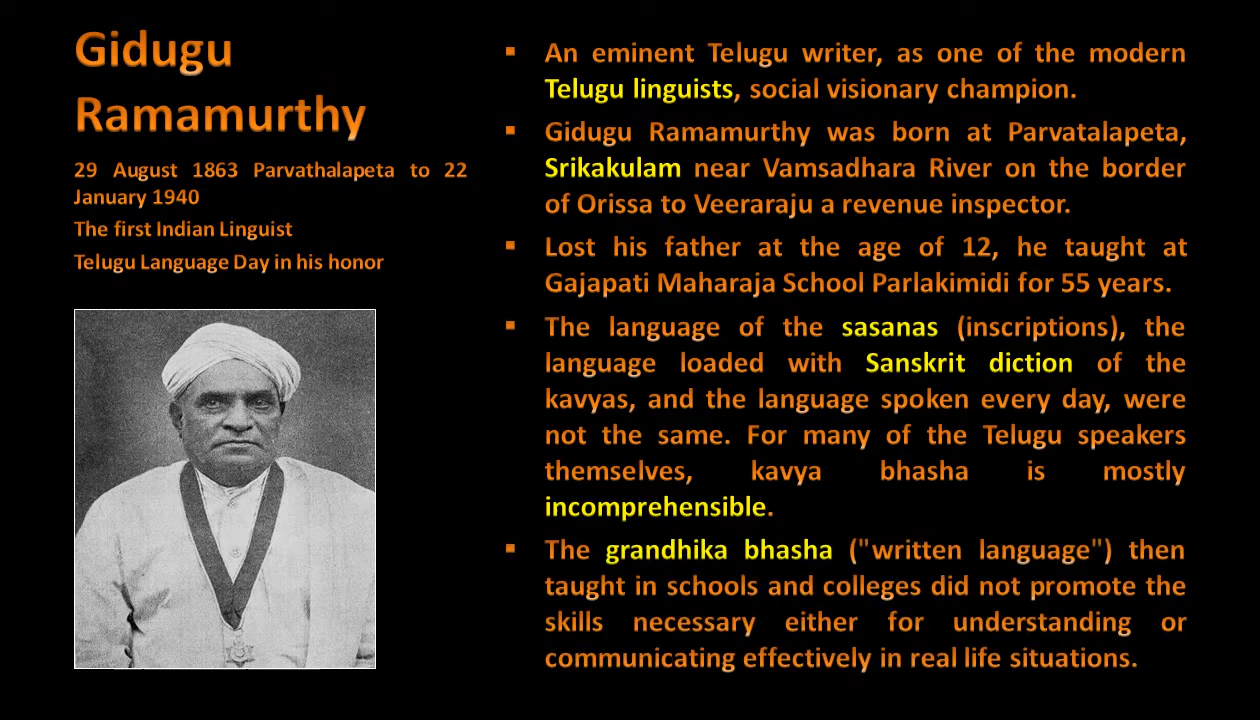 Gidugu
Ramamurthy
29 August 1863 Parvathalapeta to 22
January 1940
The first Indian Linguist
Telugu Language Day in his honor
▪ An eminent Telugu writer, as one of the modern
Telugu linguists, social visionary champion.
▪ Gidugu Ramamurthy was born at Parvatalapeta,
Srikakulam near Vamsadhara River on the border
of Orissa to Veeraraju a revenue inspector.
▪ Lost his father at the age of 12, he taught at
Gajapati Maharaja School Parlakimidi for 55 years.
▪ The language of the sasanas (inscriptions), the
language loaded with Sanskrit diction of the
kavyas, and the language spoken every day, were
not the same. For many of the Telugu speakers
themselves, kavya bhasha is mostly
incomprehensible.
▪ The grandhika bhasha ("written language") then
taught in schools and colleges did not promote the
skills necessary either for understanding or
communicating effectively in real life situations.